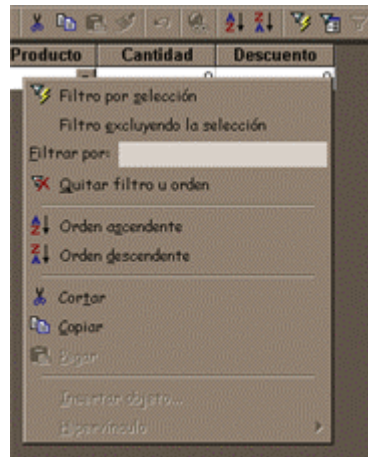 Producto Cantidad Descuento
0 0
Filtro por selección
Filtro excluyendo la selección
Filtrar por:
Quitar filtro u orden
Orden ascendente
Orden descendente
Cortar
Copiar
Pegar
Insertar objeto...
Hipervínculo